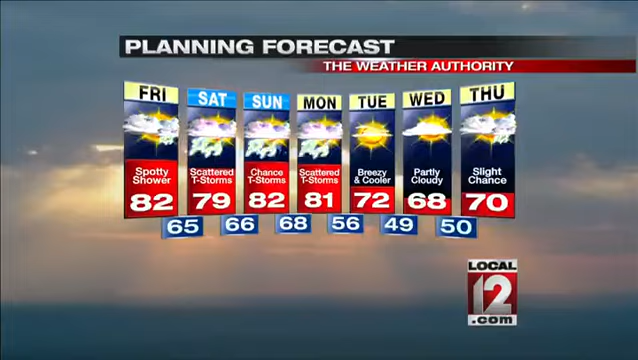 PLANNING FORECAST
THE WEATHER AUTHORITY
FRI SAT SUN MON TUE WED THU
Spotty Scattered Chance Scattered Breezy Partly Slight
Shower T-Storms T-Storms T-Storms & Cooler Cloudy Chance
82 79 82 81 72 68 70
65 66 68 56 49 50
LOCAL
12
.com